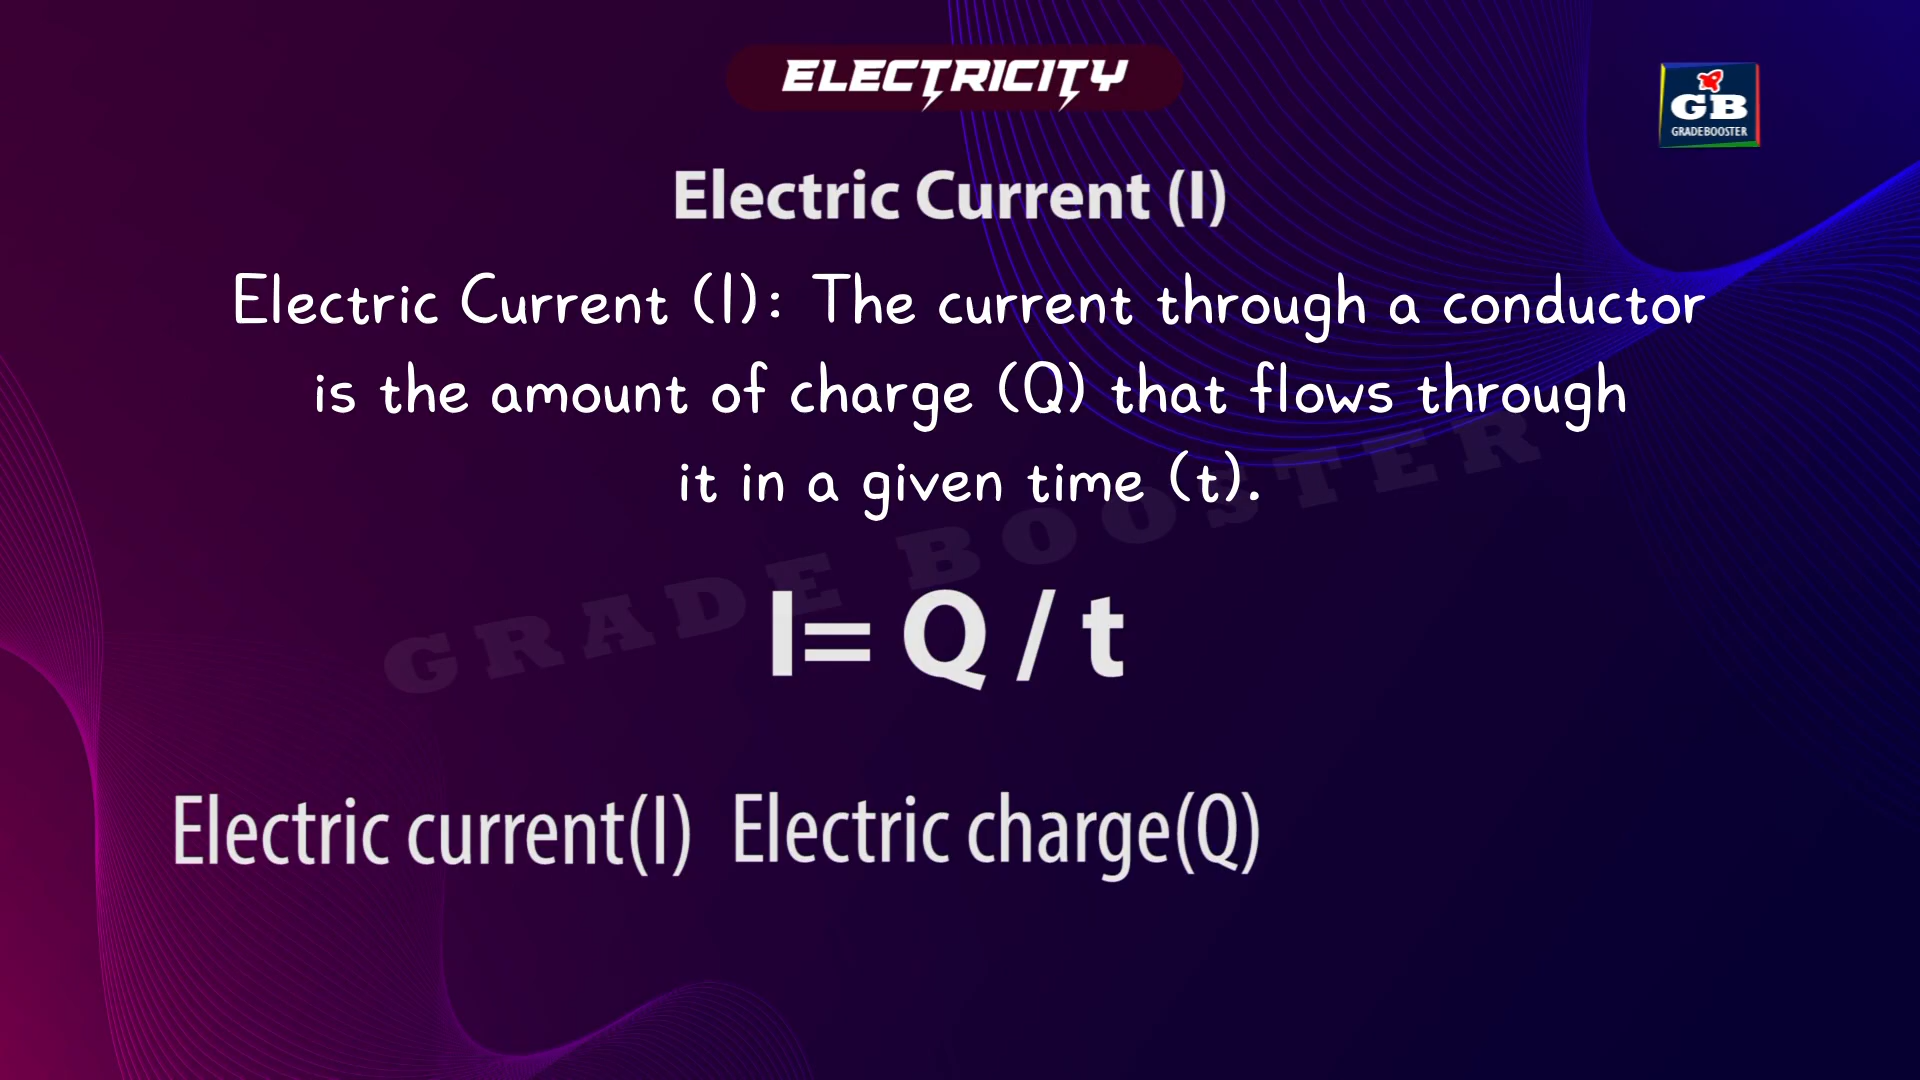 ELECTRICITY
GB
GRADEBOOSTER
Electric Current (I)
Electric Current (I): The current through a conductor
is the amount of charge (Q) that flows through
it in a given time (t).
GRADE BOOSTER
I= Q / t
Electric current(I) Electric charge(Q)